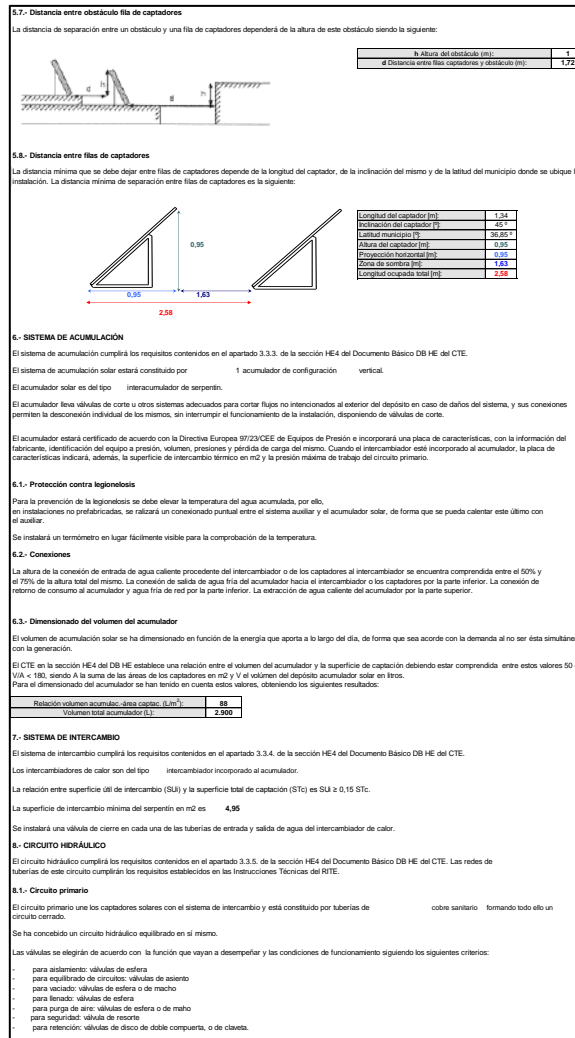 5.7.- Distancia entre obstáculo fila de captadores
La distancia de separación entre un obstáculo y una fila de captadores dependerá de la altura de este obstáculo siendo la siguiente:
h Altura del obstáculo (m): 1
d Distancia entre filas captadores y obstáculo (m): 1,72
d h d h
5.8.- Distancia entre filas de captadores
La distancia mínima que se debe dejar entre filas de captadores depende de la longitud del captador, de la inclinación del mismo y de la latitud del municipio donde se ubique l
instalación. La distancia mínima de separación entre filas de captadores es la siguiente:
0,95
0,95 1,63
2,58
Longitud del captador [m]: 1,34
Inclinación del captador [º]: 45 º
Latitud municipio [º]: 36,85 º
Altura del captador [m]: 0,95
Proyección horizontal [m]: 0,95
Zona de sombra [m]: 1,63
Longitud ocupada total [m]: 2,58
6.- SISTEMA DE ACUMULACIÓN
El sistema de acumulación cumplirá los requisitos contenidos en el apartado 3.3.3. de la sección HE4 del Documento Básico DB HE del CTE.
El sistema de acumulación solar estará constituido por 1 acumulador de configuración vertical.
El acumulador solar es del tipo interacumulador de serpentín.
El acumulador lleva válvulas de corte u otros sistemas adecuados para cortar flujos no intencionados al exterior del depósito en caso de daños del sistema, y sus conexiones
permiten la desconexión individual de los mismos, sin interrumpir el funcionamiento de la instalación, disponiendo de válvulas de corte.
El acumulador estará certificado de acuerdo con la Directiva Europea 97/23/CEE de Equipos de Presión e incorporará una placa de características, con la información del
fabricante, identificación del equipo a presión, volumen, presiones y pérdida de carga del mismo. Cuando el intercambiador esté incorporado al acumulador, la placa de
características indicará, además, la superficie de intercambio térmico en m2 y la presión máxima de trabajo del circuito primario.
6.1.- Protección contra legionelosis
Para la prevención de la legionelosis se debe elevar la temperatura del agua acumulada, por ello,
en instalaciones no prefabricadas, se ralizará un conexionado puntual entre el sistema auxiliar y el acumulador solar, de forma que se pueda calentar este último con
el auxiliar.
Se instalará un termómetro en lugar fácilmente visible para la comprobación de la temperatura.
6.2.- Conexiones
La altura de la conexión de entrada de agua caliente procedente del intercambiador o de los captadores al intercambiador se encuentra comprendida entre el 50% y
el 75% de la altura total del mismo. La conexión de salida de agua fría del acumulador hacia el intercambiador o los captadores por la parte inferior. La conexión de
retorno de consumo al acumulador y agua fría de red por la parte inferior. La extracción de agua caliente del acumulador por la parte superior.
6.3.- Dimensionado del volumen del acumulador
El volumen de acumulación solar se ha dimensionado en función de la energía que aporta a lo largo del día, de forma que sea acorde con la demanda al no ser ésta simultáne
con la generación.
El CTE en la sección HE4 del DB HE establece una relación entre el volumen del acumulador y la superficie de captación debiendo estar comprendida entre estos valores 50
V/A < 180, siendo A la suma de las áreas de los captadores en m2 y V el volúmen del depósito acumulador solar en litros.
Para el dimensionado del acumulador se han tenido en cuenta estos valores, obteniendo los siguientes resultados:
Relación volumen acumulac.-área captac. (L/m²): 88
Volumen total acumulador (L): 2.900
7.- SISTEMA DE INTERCAMBIO
El sistema de intercambio cumplirá los requisitos contenidos en el apartado 3.3.4. de la sección HE4 del Documento Básico DB HE del CTE.
Los intercambiadores de calor son del tipo intercambiador incorporado al acumulador.
La relación entre superficie útil de intercambio (SUi) y la superficie total de captación (STc) es SUi ≥ 0,15 STc.
La superficie de intercambio mínima del serpentín en m2 es 4,95
Se instalará una válvula de cierre en cada una de las tuberías de entrada y salida de agua del intercambiador de calor.
8.- CIRCUITO HIDRÁULICO
El circuito hidráulico cumplirá los requisitos contenidos en el apartado 3.3.5. de la sección HE4 del Documento Básico DB HE del CTE. Las redes de
tuberías de este circuito cumplirán los requisitos establecidos en las Instrucciones Técnicas del RITE.
8.1.- Circuito primario
El circuito primario une los captadores solares con el sistema de intercambio y está constituido por tuberías de cobre sanitario formando todo ello un
circuito cerrado.
Se ha concebido un circuito hidráulico equilibrado en sí mismo.
Las válvulas se elegirán de acuerdo con la función que vayan a desempeñar y las condiciones de funcionamiento siguiendo los siguientes criterios:
- para aislamiento: válvulas de esfera
- para equilibrado de circuitos: válvulas de asiento
- para vaciado: válvulas de esfera o de macho
- para llenado: válvulas de esfera
- para purga de aire: válvulas de esfera o de maho
- para seguridad: válvula de resorte
- para retención: válvulas de disco de doble compuerta, o de claveta.